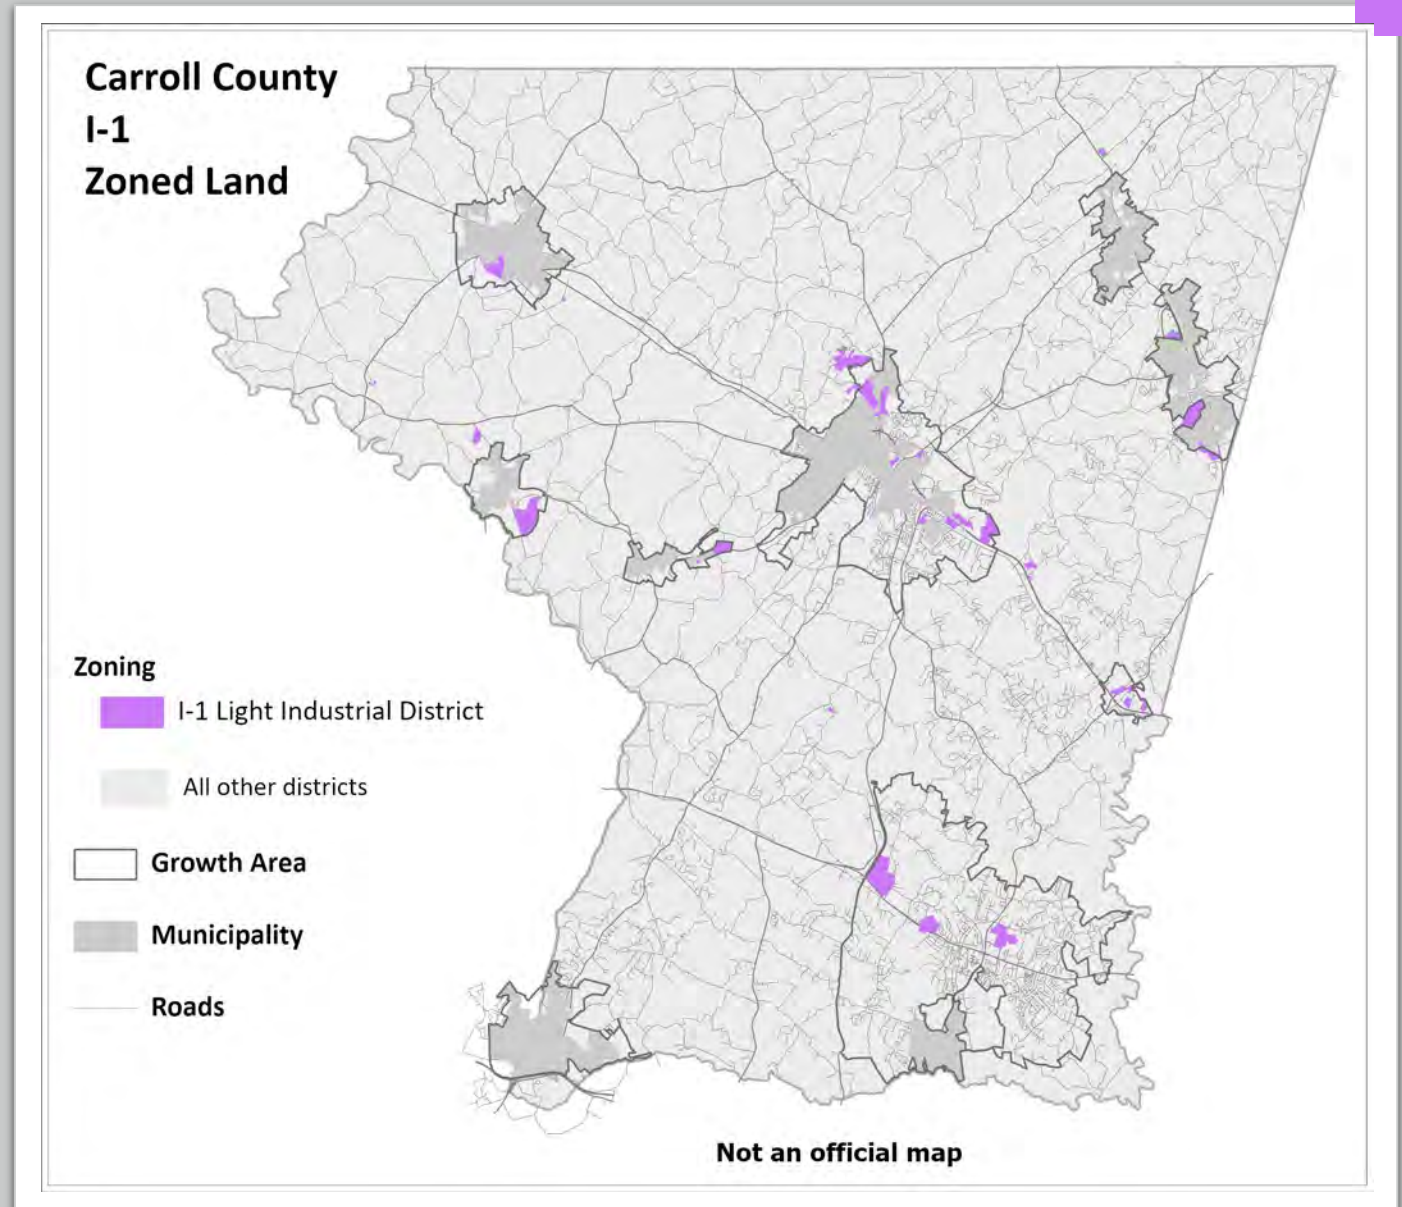 Carroll County
I-1
Zoned Land
Zoning
I-1 Light Industrial District
All other districts
Growth Area
Municipality
Roads
Not an official map